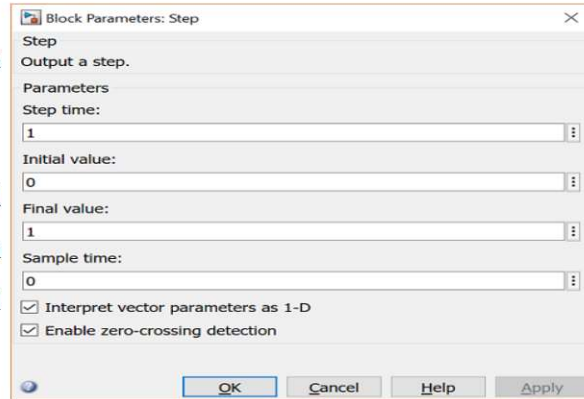 Block Parameters: Step
Step
Output a step.
Parameters
Step time:
1
Initial value:
0
Final value:
1
Sample time:
0
Interpret vector parameters as 1-D
Enable zero-crossing detection
OK Cancel Help Apply